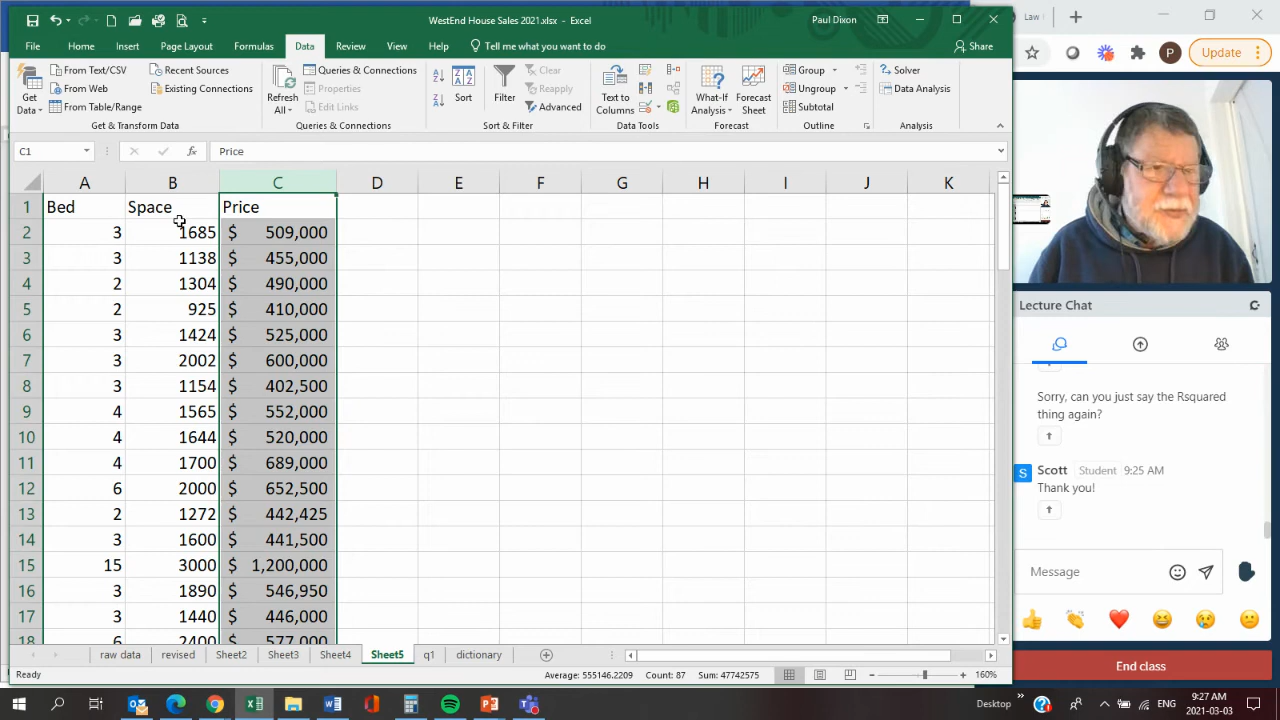 WestEnd House Sales 2021.xlsx - Excel
Paul Dixon
Law
File Home Insert Page Layout Formulas Data Review View Help Tell me what you want to do Share
P Update
From Text/CSV
From Web
From Table/Range
Recent Sources
Existing Connections
Get Data
Get & Transform Data
Refresh All
Queries & Connections
Properties
Edit Links
Queries & Connections
Sort
Filter
Clear
Reapply
Advanced
Sort & Filter
Text to Columns
Data Tools
What-If Analysis
Forecast Sheet
Forecast
Group
Ungroup
Subtotal
Outline
Solver
Data Analysis
Analysis
C1 fx Price
A B C D E F G H I J K
1 Bed Space Price
2 3 1685 $ 509,000
3 3 1138 $ 455,000
4 2 1304 $ 490,000
5 2 925 $ 410,000
6 3 1424 $ 525,000
7 3 2002 $ 600,000
8 3 1154 $ 402,500
9 4 1565 $ 552,000
10 4 1644 $ 520,000
11 4 1700 $ 689,000
12 6 2000 $ 652,500
13 2 1272 $ 442,425
14 3 1600 $ 441,500
15 15 3000 $ 1,200,000
16 3 1890 $ 546,950
17 3 1440 $ 446,000
18 6 2400 $ 577,000
raw data revised Sheet2 Sheet3 Sheet4 Sheet5 q1 dictionary
Ready Average: 555146.2209 Count: 87 Sum: 47742575 160%
Lecture Chat
Sorry, can you just say the Rsquared
thing again?
S Scott Student 9:25 AM
Thank you!
Message
End class
Desktop ENG 9:27 AM
2021-03-03